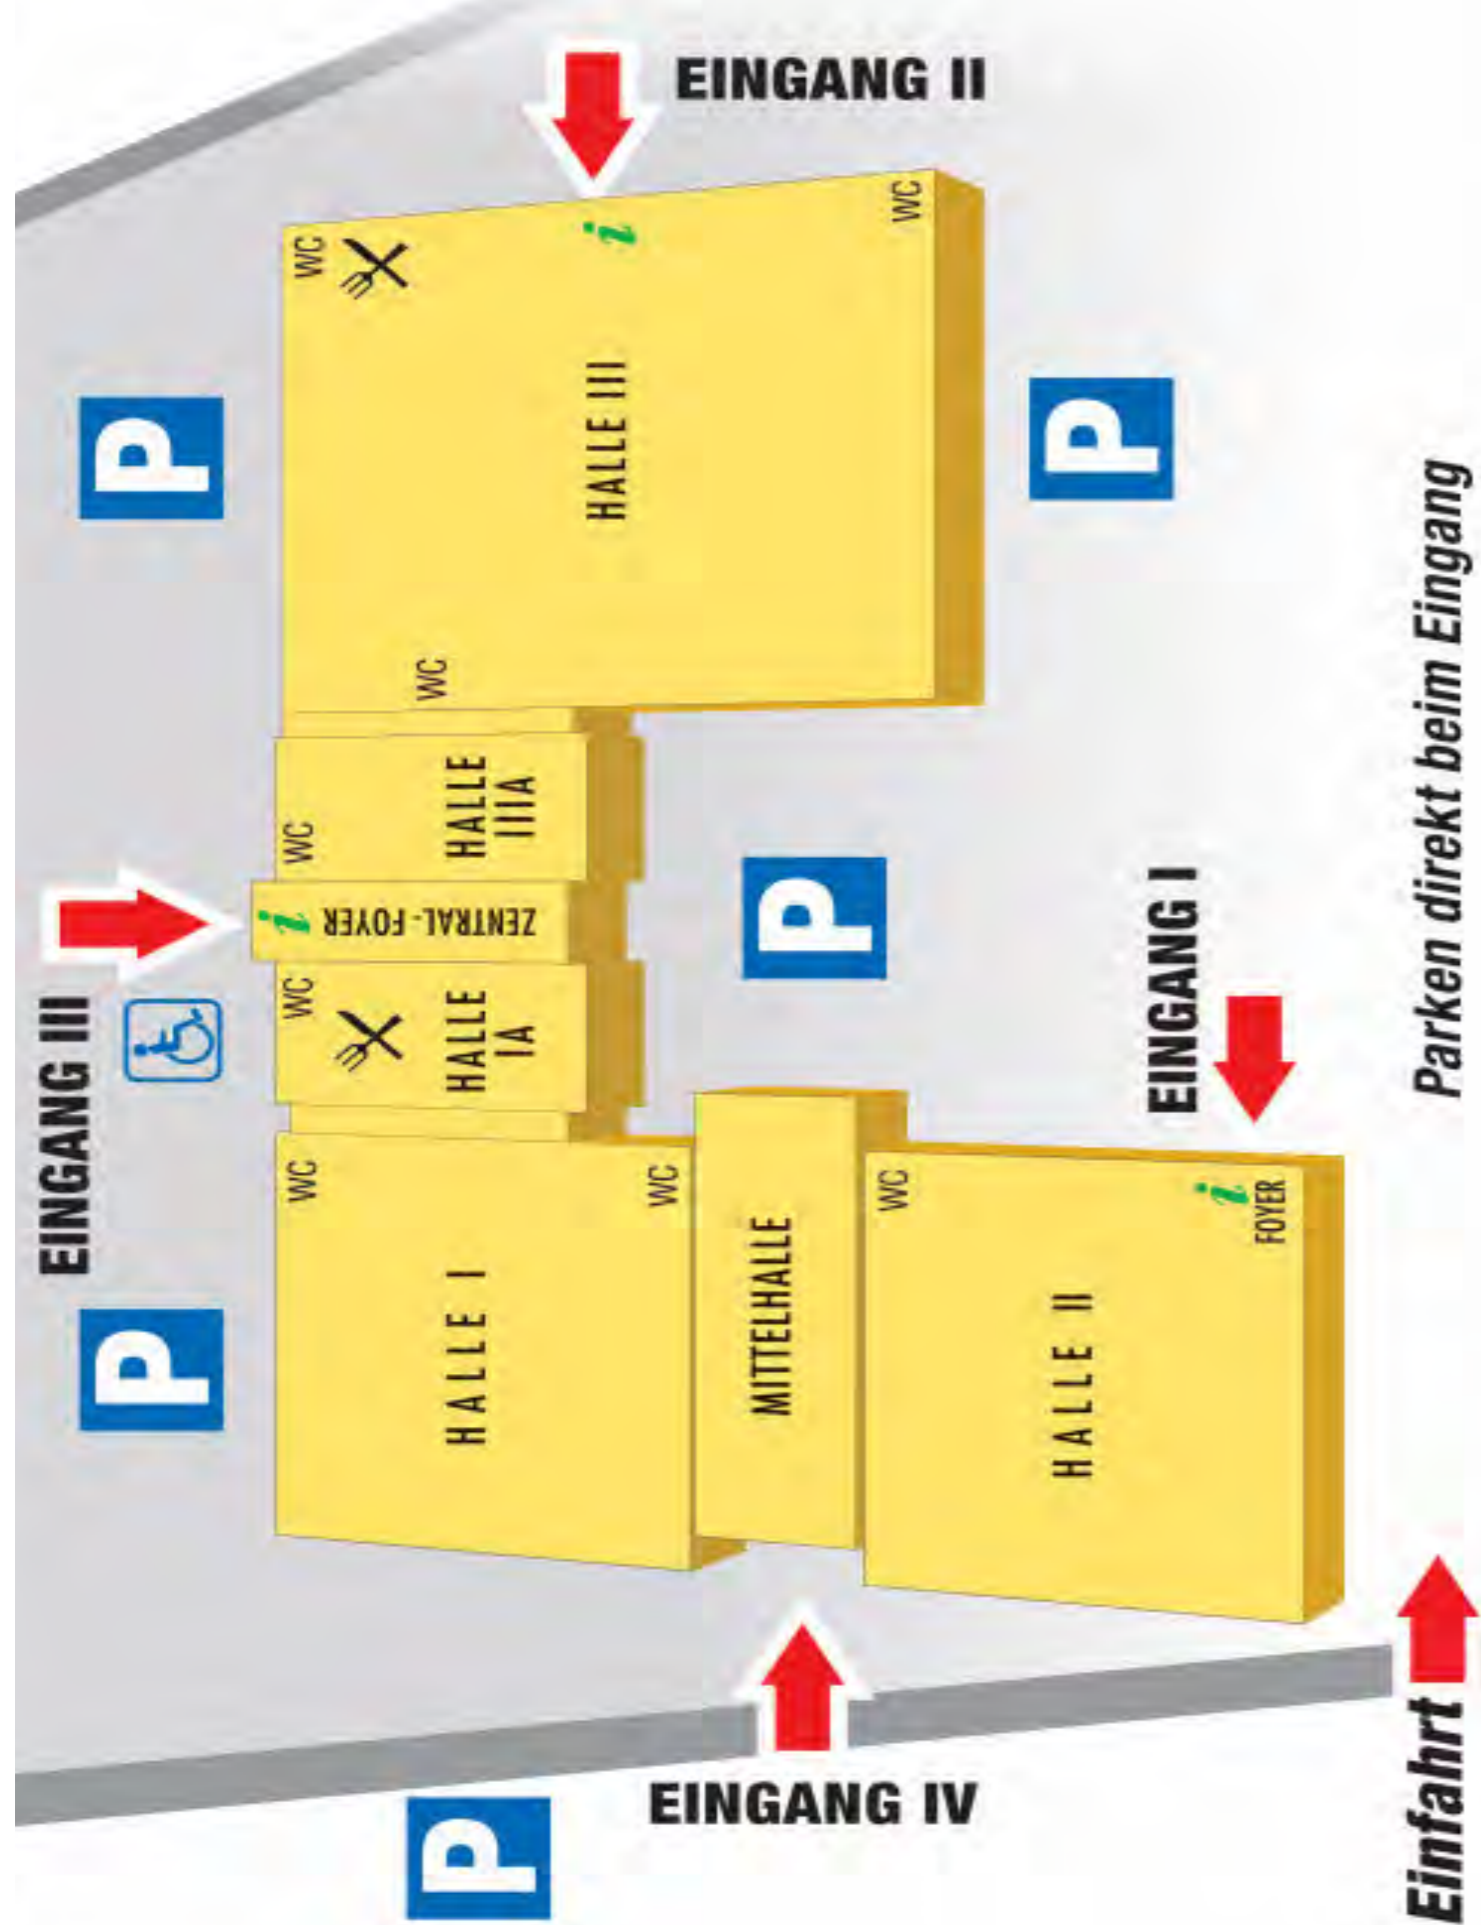 EINGANG II
WC
WC
i
HALLE III
P
P
WC
HALLE
IIIA
WC
i ZENTRAL-FOYER
EINGANG III
WC
HALLE
IA
P
EINGANG I
Parken direkt beim Eingang
WC
WC
HALLE I
P
MITTELHALLE
WC
i
FOYER
HALLE II
EINGANG IV
P
Einfahrt